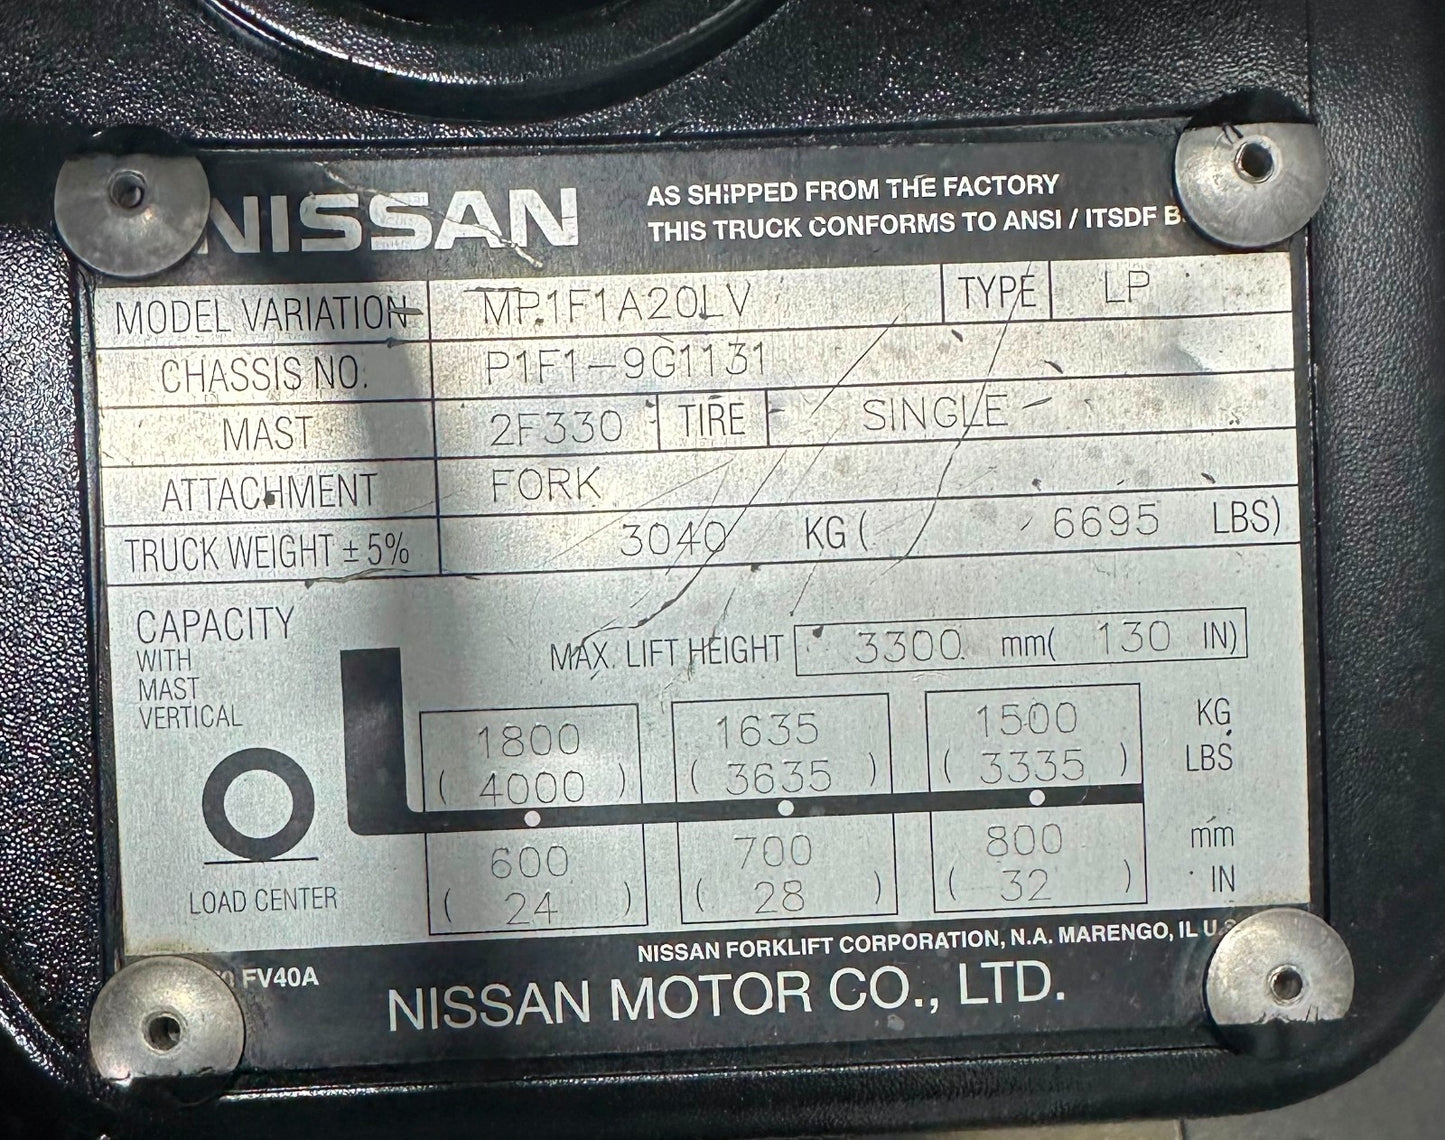 NISSAN
AS SHIPPED FROM THE FACTORY
THIS TRUCK CONFORMS TO ANSI / ITSDF
MODEL VARIATION MP1F1A20LV TYPE LP
CHASSIS NO. P1F1-9G1131
MAST 2F330 TIRE SINGLE
ATTACHMENT FORK
TRUCK WEIGHT ± 5% 3040 KG ( 6695 LBS)
CAPACITY
WITH
MAST
VERTICAL
MAX. LIFT HEIGHT 3300 mm( 130 IN)
1800 1635 1500 KG
( 4000 ) ( 3635 ) ( 3335 ) LBS
600 700 800 mm
( 24 ) ( 28 ) ( 32 ) IN
LOAD CENTER
NISSAN FORKLIFT CORPORATION, N.A. MARENGO, IL
FV40A
NISSAN MOTOR CO., LTD.